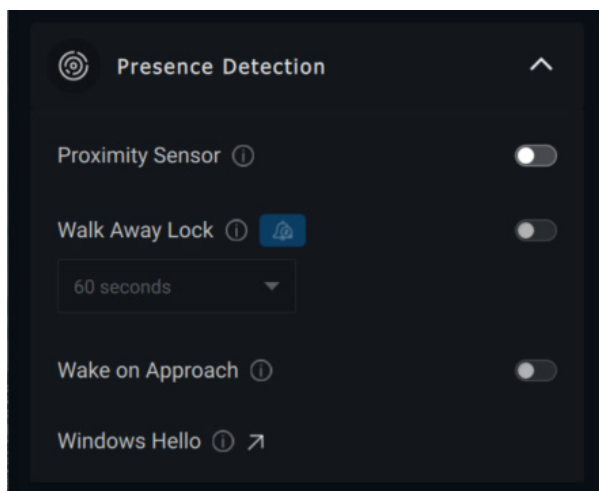 Presence Detection
Proximity Sensor
Walk Away Lock
60 seconds
Wake on Approach
Windows Hello